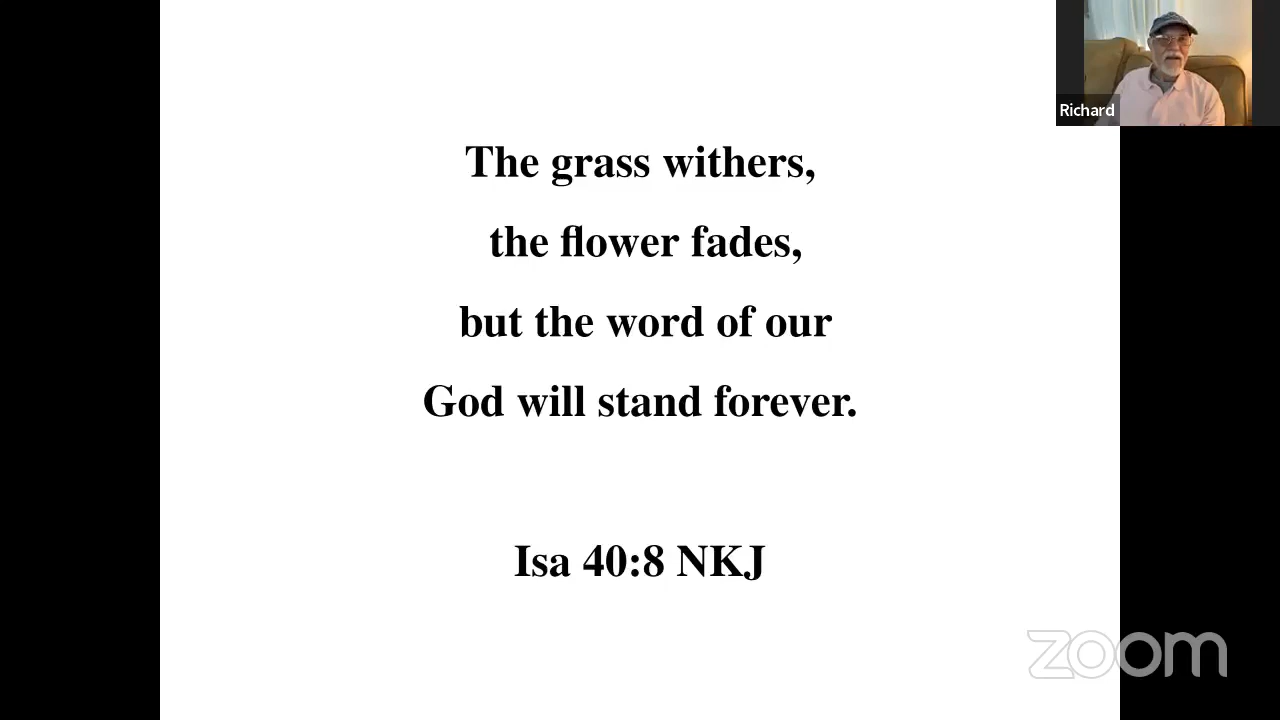 The grass withers,
the flower fades,
but the word of our
God will stand forever.
Isa 40:8 NKJ
Richard
zoom